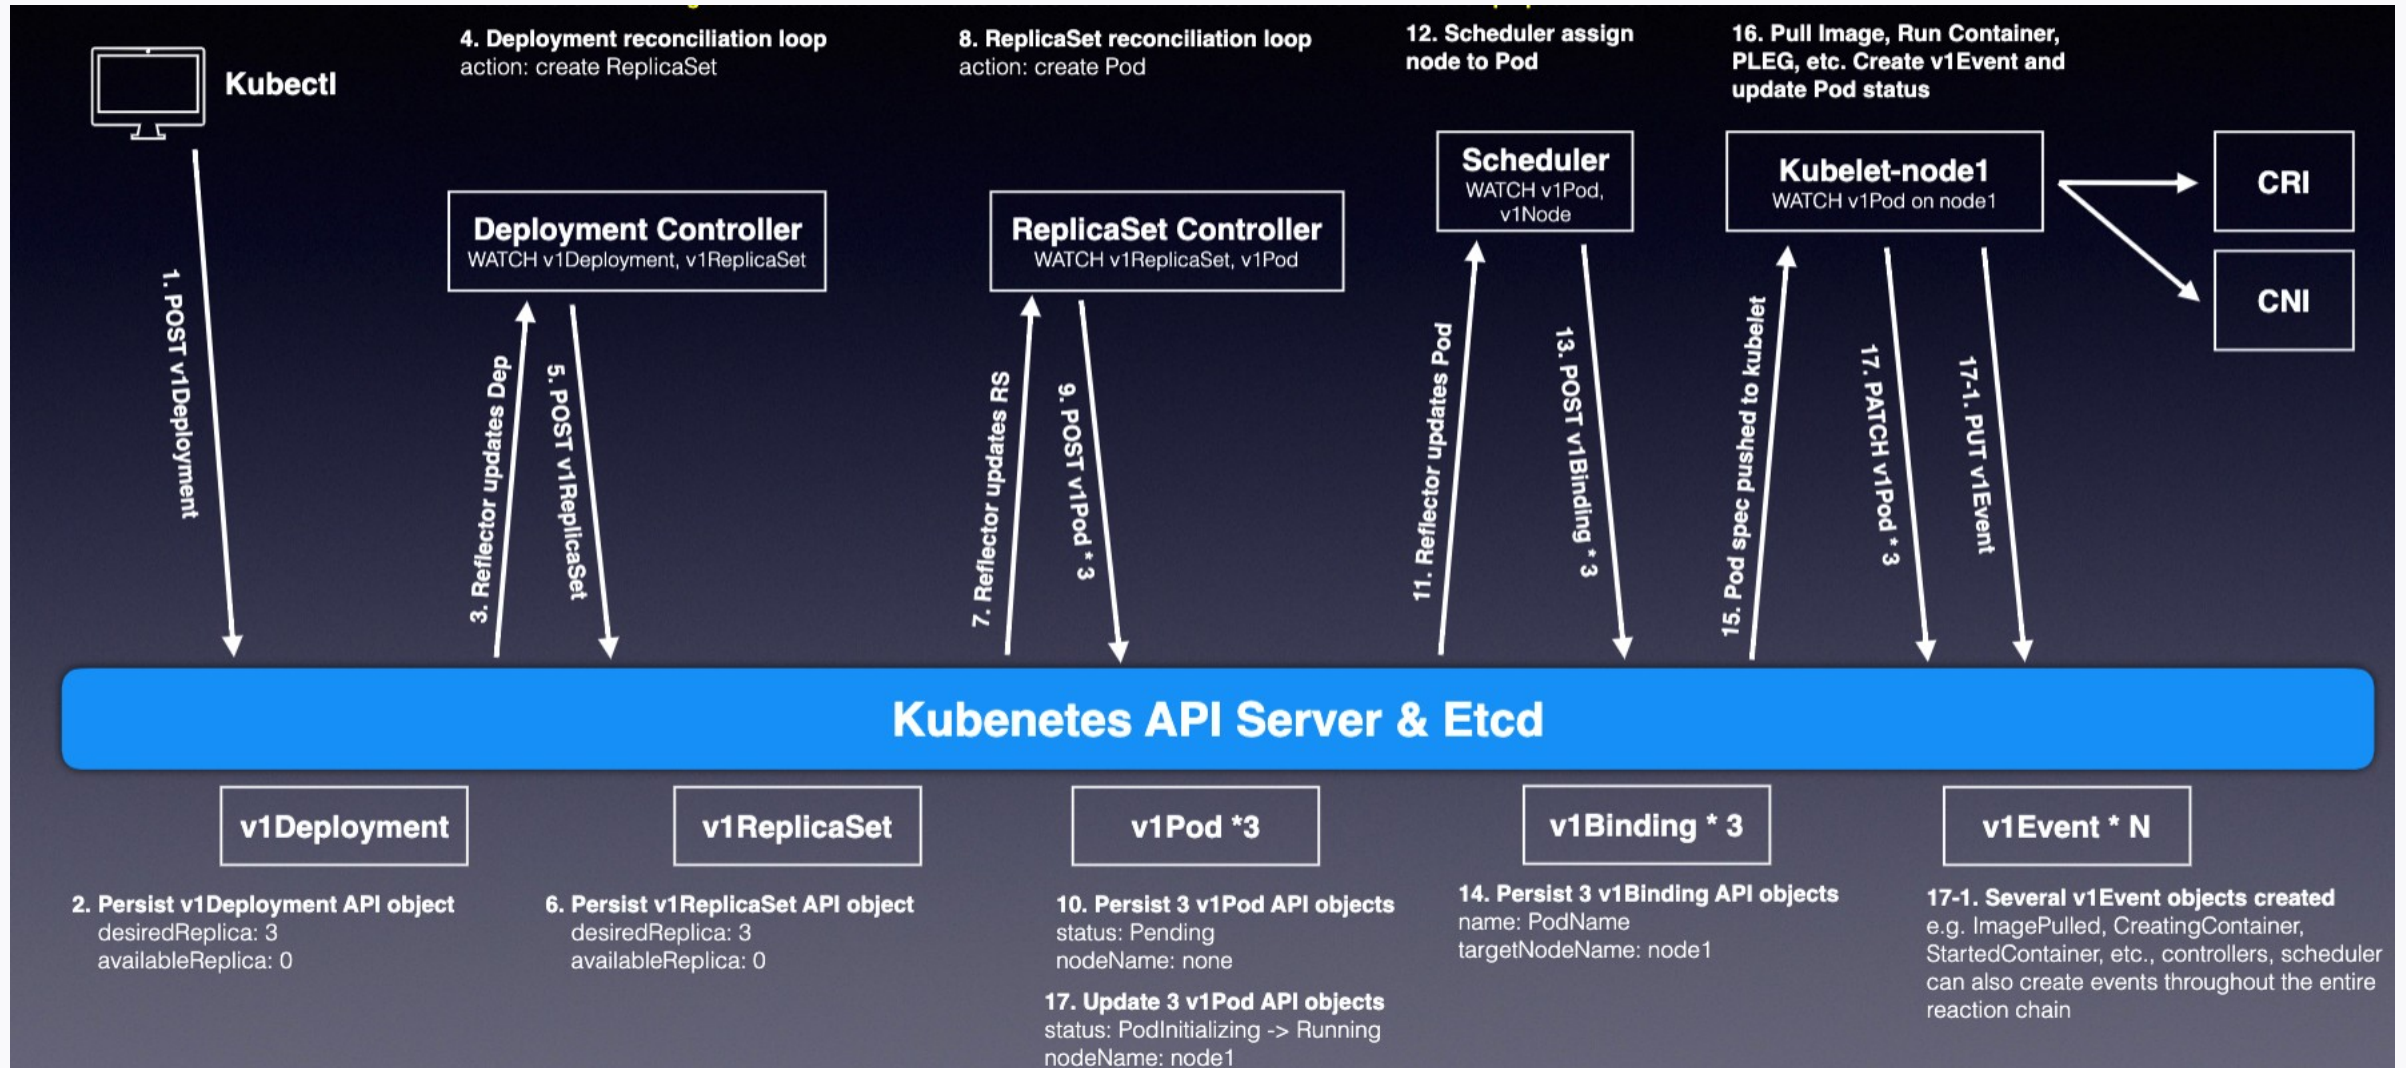 Kubectl
4. Deployment reconciliation loop
action: create ReplicaSet
8. ReplicaSet reconciliation loop
action: create Pod
12. Scheduler assign
node to Pod
16. Pull Image, Run Container,
PLEG, etc. Create v1Event and
update Pod status
Deployment Controller
WATCH v1Deployment, v1ReplicaSet
ReplicaSet Controller
WATCH v1ReplicaSet, v1Pod
Scheduler
WATCH v1Pod,
v1Node
Kubelet-node1
WATCH v1Pod on node1
CRI
CNI
1. POST v1Deployment
3. Reflector updates Dep
5. POST v1ReplicaSet
7. Reflector updates RS
9. POST v1Pod * 3
11. Reflector updates Pod
13. POST v1Binding * 3
15. Pod spec pushed to kubelet
17. PATCH v1Pod * 3
17-1. PUT v1Event
Kubenetes API Server & Etcd
v1Deployment
v1ReplicaSet
v1Pod *3
v1Binding * 3
v1Event * N
2. Persist v1Deployment API object
desiredReplica: 3
availableReplica: 0
6. Persist v1ReplicaSet API object
desiredReplica: 3
availableReplica: 0
10. Persist 3 v1Pod API objects
status: Pending
nodeName: none
17. Update 3 v1Pod API objects
status: PodInitializing -> Running
nodeName: node1
14. Persist 3 v1Binding API objects
name: PodName
targetNodeName: node1
17-1. Several v1Event objects created
e.g. ImagePulled, CreatingContainer,
StartedContainer, etc., controllers, scheduler
can also create events throughout the entire
reaction chain